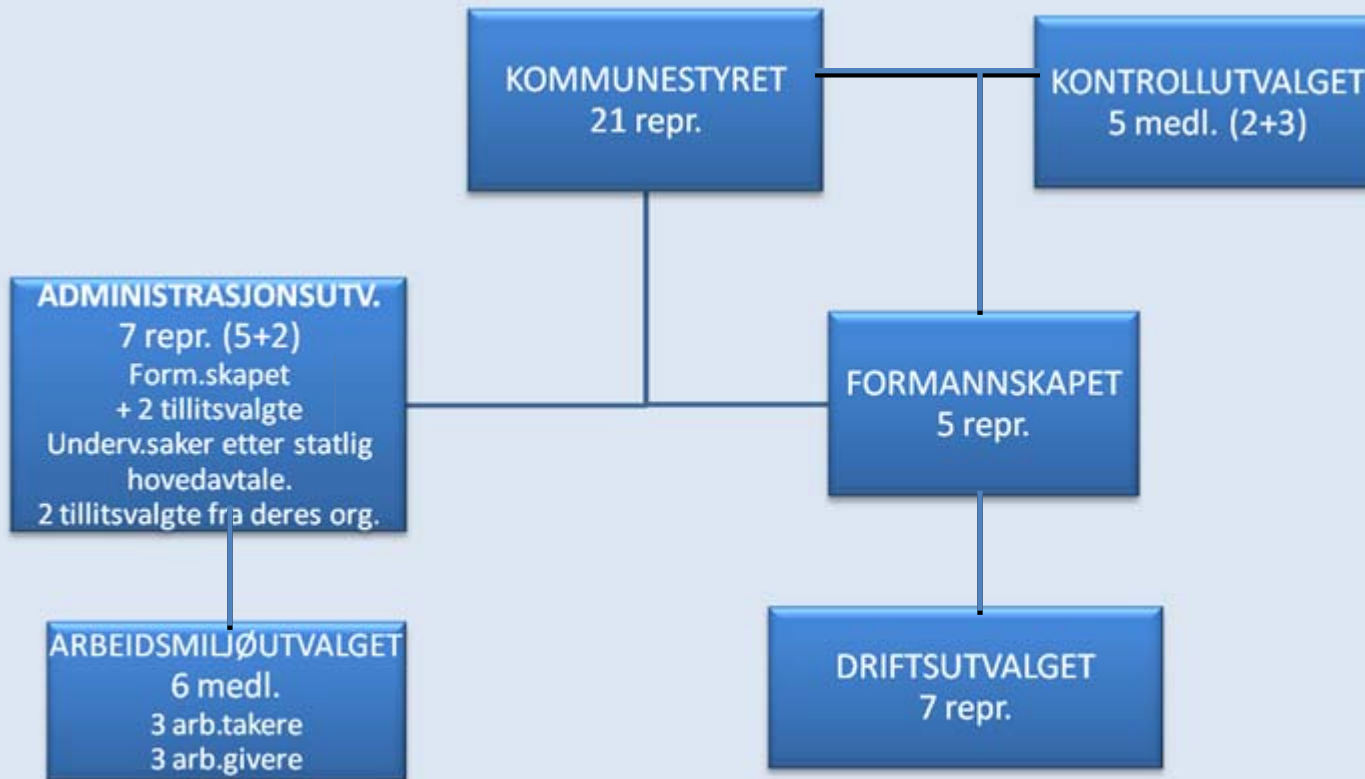 KOMMUNESTYRET
21 repr.
KONTROLLUTVALGET
5 medl. (2+3)
ADMINISTRASJONSUTV.
7 repr. (5+2)
Form.skapet
+ 2 tillitsvalgte
Underv.saker etter statlig
hovedavtale.
2 tillitsvalgte fra deres org.
FORMANNSKAPET
5 repr.
ARBEIDSMILJØUTVALGET
6 medl.
3 arb.takere
3 arb.givere
DRIFTSUTVALGET
7 repr.